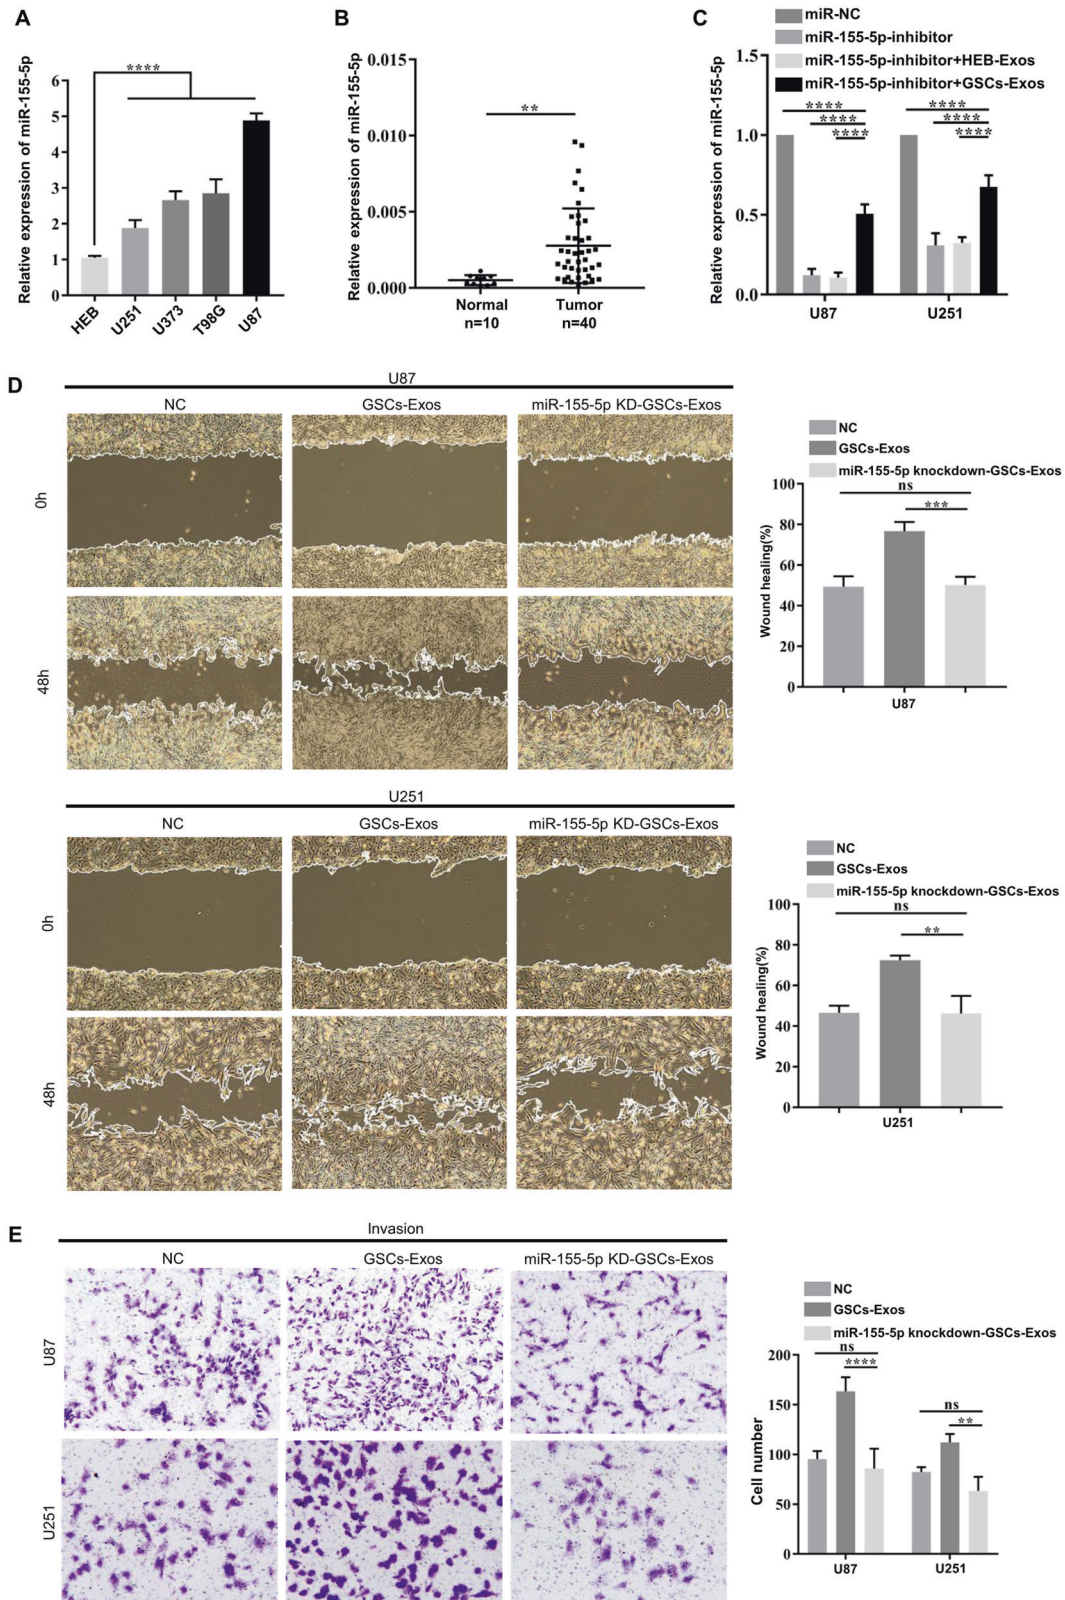 A
Relative expression of miR-155-5p
6
5
4
3
2
1
0
****
HEB
U251
U373
T98G
U87
B
Relative expression of miR-155-5p
0.015
0.010
0.005
0.000
**
Normal
n=10
Tumor
n=40
C
miR-NC
miR-155-5p-inhibitor
miR-155-5p-inhibitor+HEB-Exos
miR-155-5p-inhibitor+GSCs-Exos
Relative expression of miR-155-5p
1.5
1.0
0.5
0.0
****
****
****
****
****
****
U87
U251
D
U87
NC
GSCs-Exos
miR-155-5p KD-GSCs-Exos
0h
48h
NC
GSCs-Exos
miR-155-5p knockdown-GSCs-Exos
Wound healing(%)
100
80
60
40
20
0
ns
***
U87
U251
NC
GSCs-Exos
miR-155-5p KD-GSCs-Exos
0h
48h
NC
GSCs-Exos
miR-155-5p knockdown-GSCs-Exos
Wound healing(%)
100
80
60
40
20
0
ns
**
U251
E
Invasion
NC
GSCs-Exos
miR-155-5p KD-GSCs-Exos
U87
U251
NC
GSCs-Exos
miR-155-5p knockdown-GSCs-Exos
Cell number
200
150
100
50
0
ns
****
ns
**
U87
U251